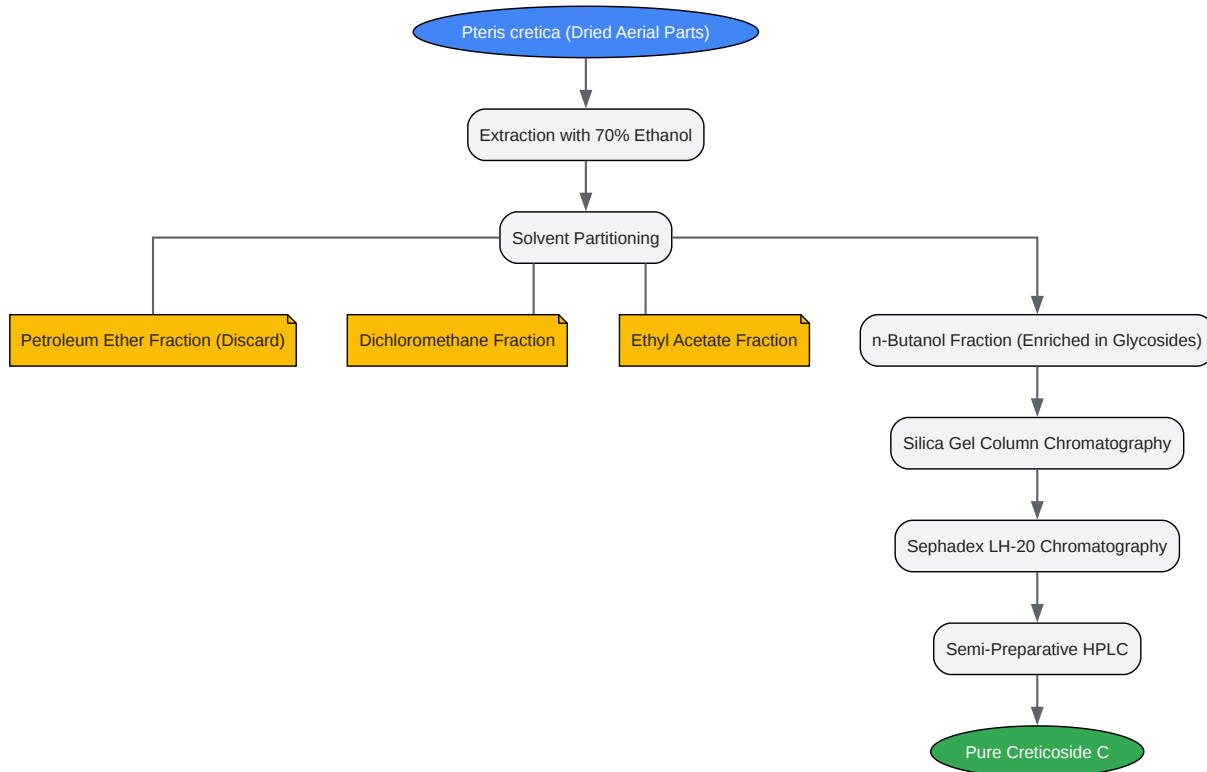 Pteris cretica (Dried Aerial Parts)
Extraction with 70% Ethanol
Solvent Partitioning
Petroleum Ether Fraction (Discard)
Dichloromethane Fraction
Ethyl Acetate Fraction
n-Butanol Fraction (Enriched in Glycosides)
Silica Gel Column Chromatography
Sephadex LH-20 Chromatography
Semi-Preparative HPLC
Pure Creticoside C